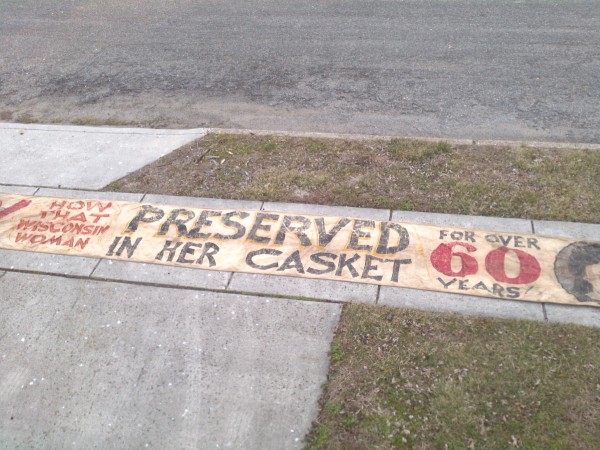 HOW
THAT
WISCONSIN
WOMAN
PRESERVED
IN HER CASKET
FOR OVER
60
YEARS